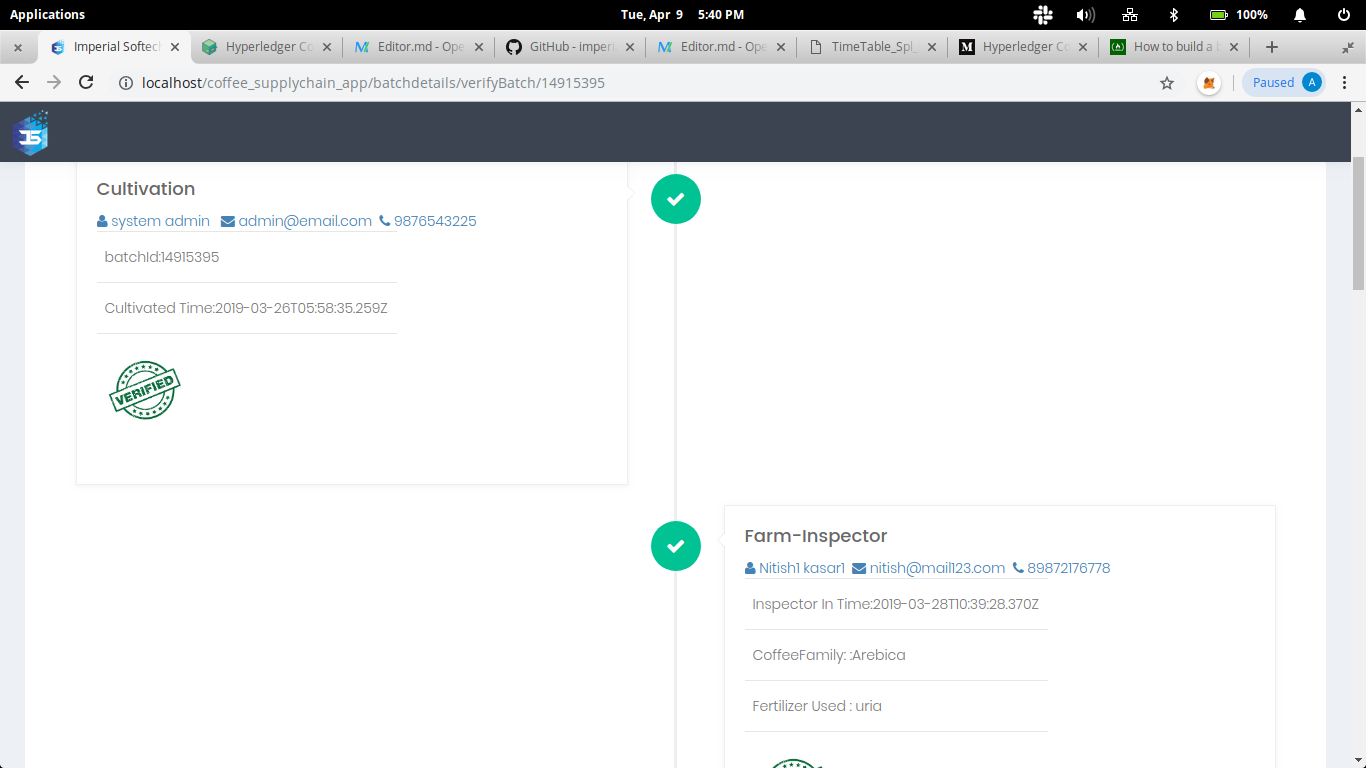 Applications
Tue, Apr 9 5:40 PM
100%
Imperial Softec
Hyperledger Co
Editor.md - Ope
GitHub - imperi
Editor.md - Ope
TimeTable_Spl_
Hyperledger Co
How to build a b
localhost/coffee_supplychain_app/batchdetails/verifyBatch/14915395
Paused A
JS
Cultivation
system admin admin@email.com 9876543225
batchId:14915395
Cultivated Time:2019-03-26T05:58:35.259Z
VERIFIED
Farm-Inspector
Nitish1 kasar1 nitish@mail123.com 89872176778
Inspector In Time:2019-03-28T10:39:28.370Z
CoffeeFamily: :Arebica
Fertilizer Used : uria